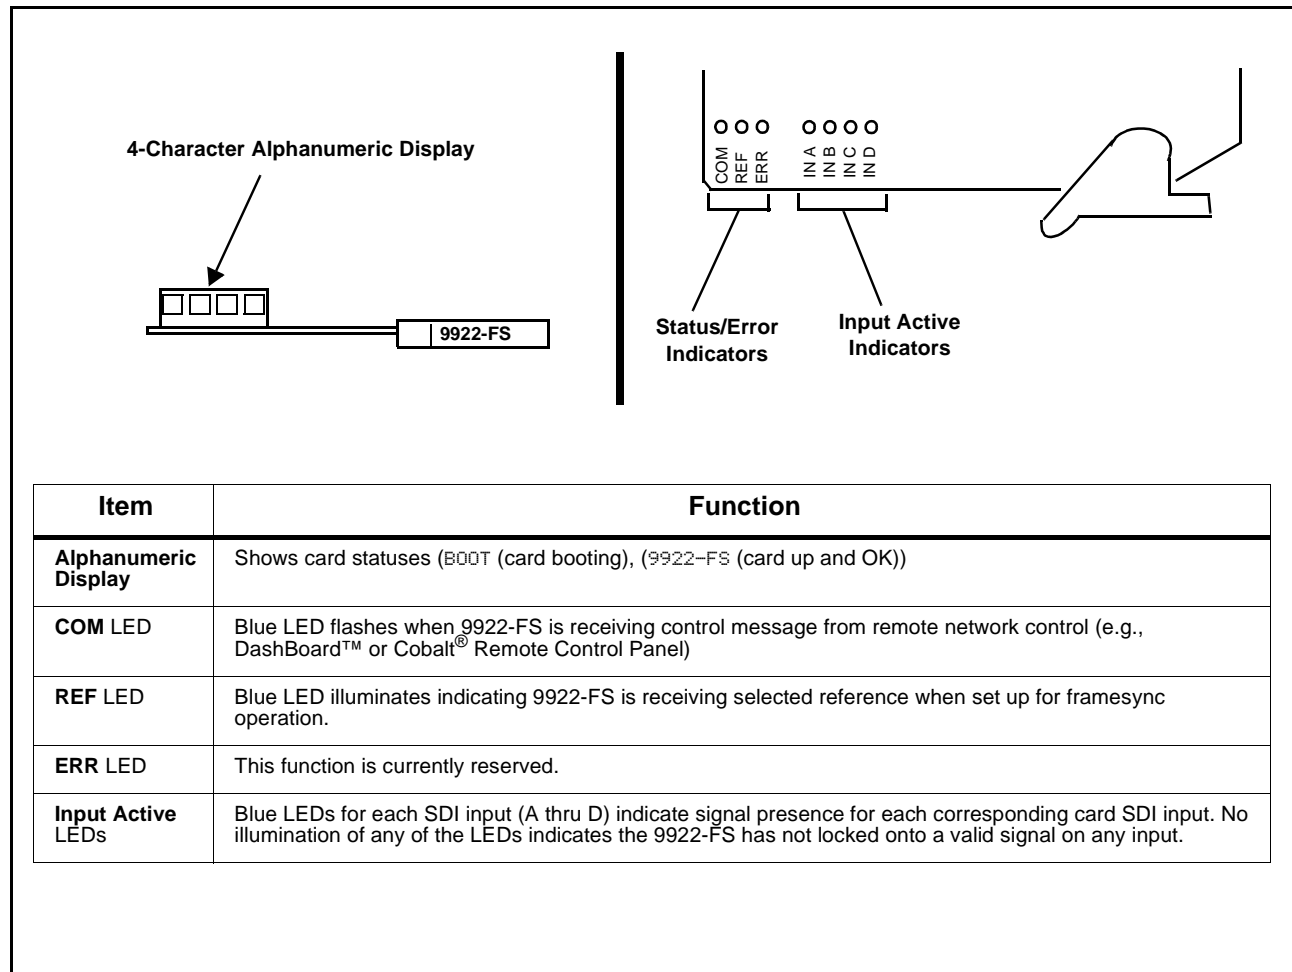 4-Character Alphanumeric Display
9922-FS
COM
REF
ERR
IN A
IN B
IN C
IN D
Status/Error
Indicators
Input Active
Indicators
Item
Function
Alphanumeric
Display
Shows card statuses (BOOT (card booting), (9922-FS (card up and OK))
COM LED
Blue LED flashes when 9922-FS is receiving control message from remote network control (e.g.,
DashBoard™ or Cobalt® Remote Control Panel)
REF LED
Blue LED illuminates indicating 9922-FS is receiving selected reference when set up for framesync
operation.
ERR LED
This function is currently reserved.
Input Active
LEDs
Blue LEDs for each SDI input (A thru D) indicate signal presence for each corresponding card SDI input. No
illumination of any of the LEDs indicates the 9922-FS has not locked onto a valid signal on any input.